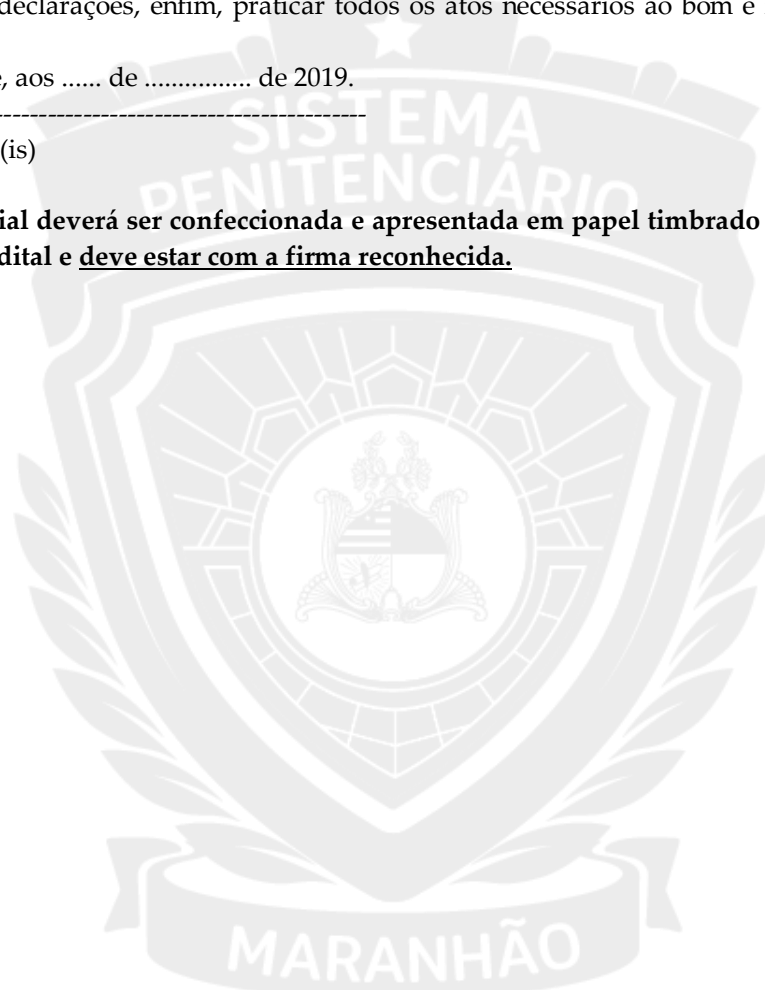 declarações, enfim, praticar todos os atos necessários ao bom e
, aos ...... de ................ de 2019.
--------------------------------------------
(is)
ial deverá ser confeccionada e apresentada em papel timbrado
dital e deve estar com a firma reconhecida.
SISTEMA
PENITENCIÁRIO
MARANHÃO